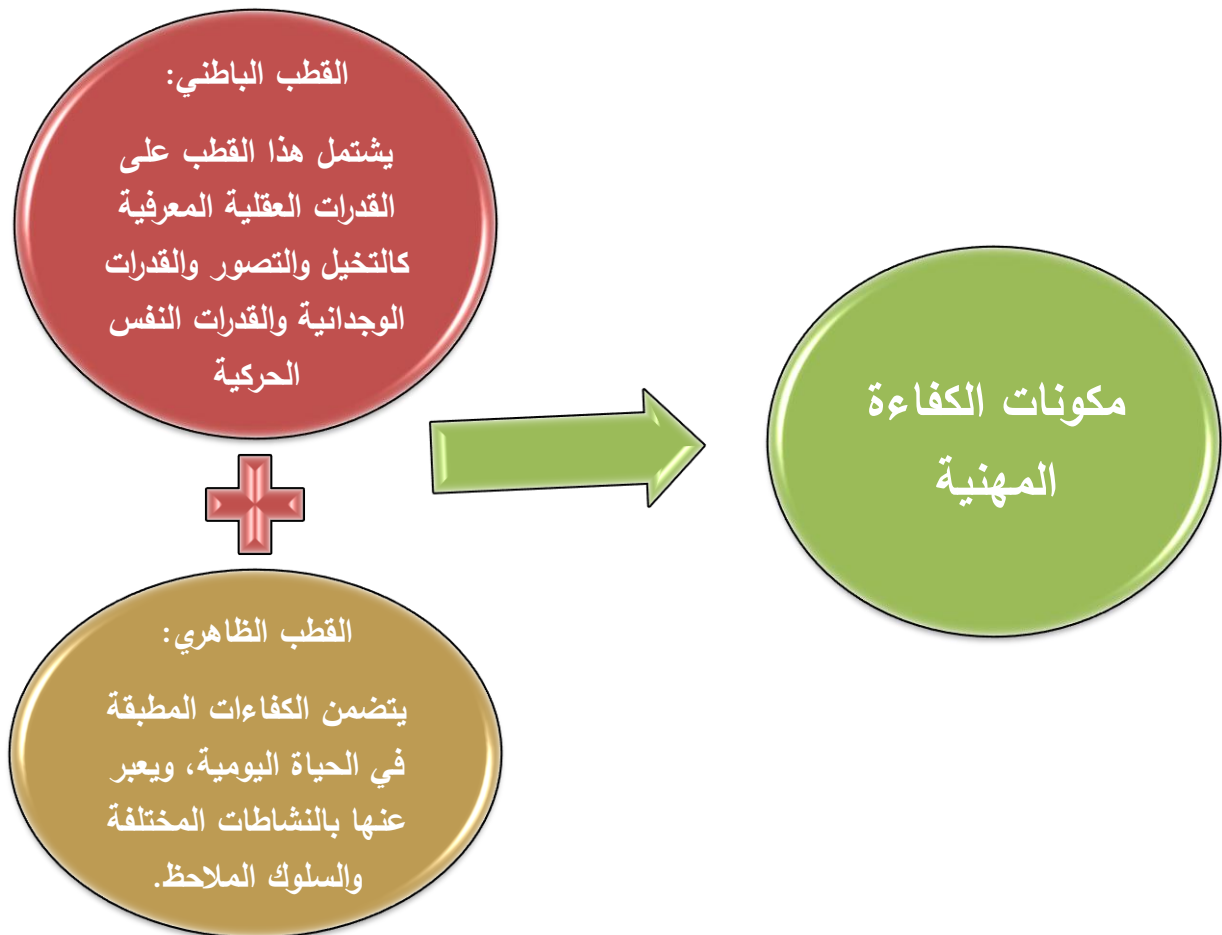 القطب الباطني:
يشتمل هذا القطب على
القدرات العقلية المعرفية
كالتخيل والتصور والقدرات
الوجدانية والقدرات النفس
الحركية
مكونات الكفاءة
المهنية
القطب الظاهري:
يتضمن الكفاءات المطبقة
في الحياة اليومية، ويعبر
عنها بالنشاطات المختلفة
والسلوك الملاحظ.